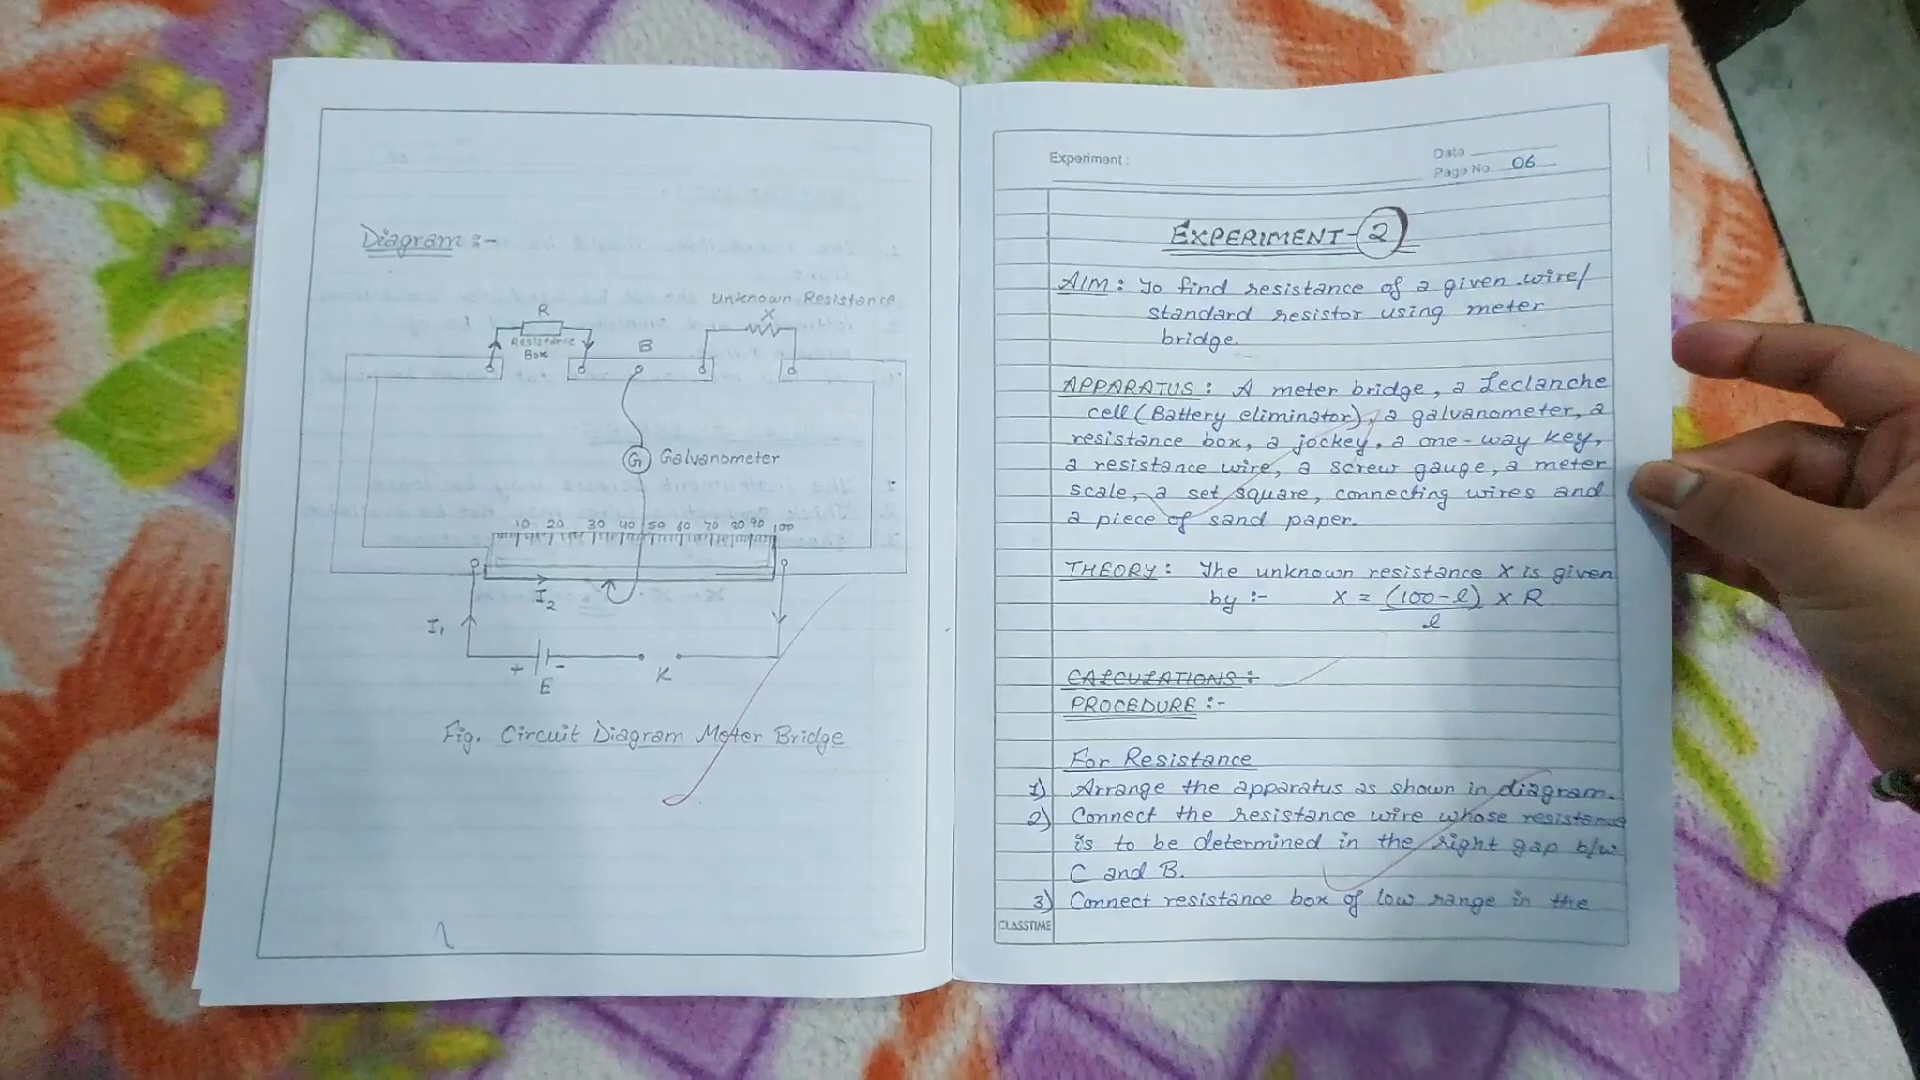 Diagram :-
Unknown Resistance
R
X
Resistance
Box
B
G Galvanometer
10 20 30 40 50 60 70 80 90 100
I2
I1
+ -
E
K
Fig. Circuit Diagram Meter Bridge
Experiment :
Date
Page No. 06
EXPERIMENT-2
AIM: To find resistance of a given wire/
standard resistor using meter
bridge.
APPARATUS: A meter bridge, a Leclanche
cell (Battery eliminator), a galvanometer, a
resistance box, a jockey, a one-way key,
a resistance wire, a screw gauge, a meter
scale, a set square, connecting wires and
a piece of sand paper.
THEORY: The unknown resistance X is given
by :- X = (100-l) x R
l
CALCULATIONS:
PROCEDURE :-
For Resistance
1) Arrange the apparatus as shown in diagram.
2) Connect the resistance wire whose resistance
is to be determined in the right gap b/w
C and B.
3) Connect resistance box of low range in the
CLASSTIME